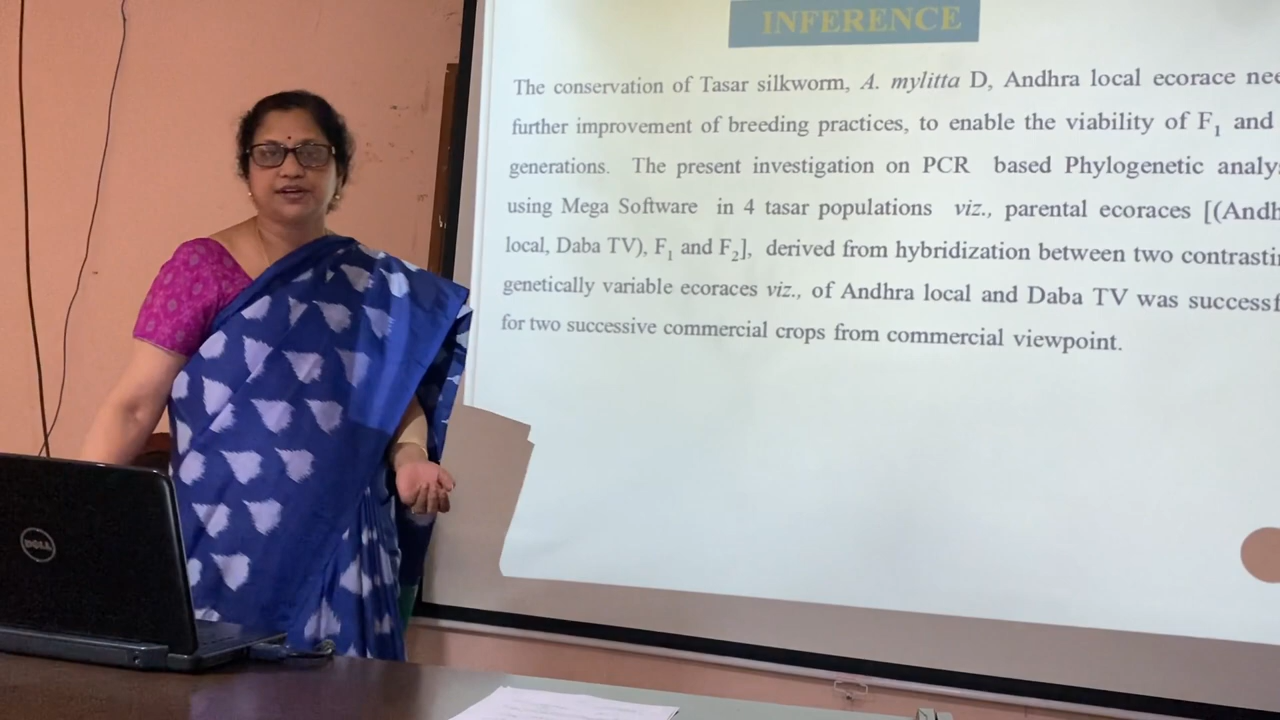 INFERENCE
The conservation of Tasar silkworm, A. mylitta D, Andhra local ecorace nee
further improvement of breeding practices, to enable the viability of F₁ and
generations. The present investigation on PCR based Phylogenetic analys
using Mega Software in 4 tasar populations viz., parental ecoraces [(Andh
local, Daba TV), F₁ and F₂], derived from hybridization between two contrastin
genetically variable ecoraces viz., of Andhra local and Daba TV was successf
for two successive commercial crops from commercial viewpoint.
DELL